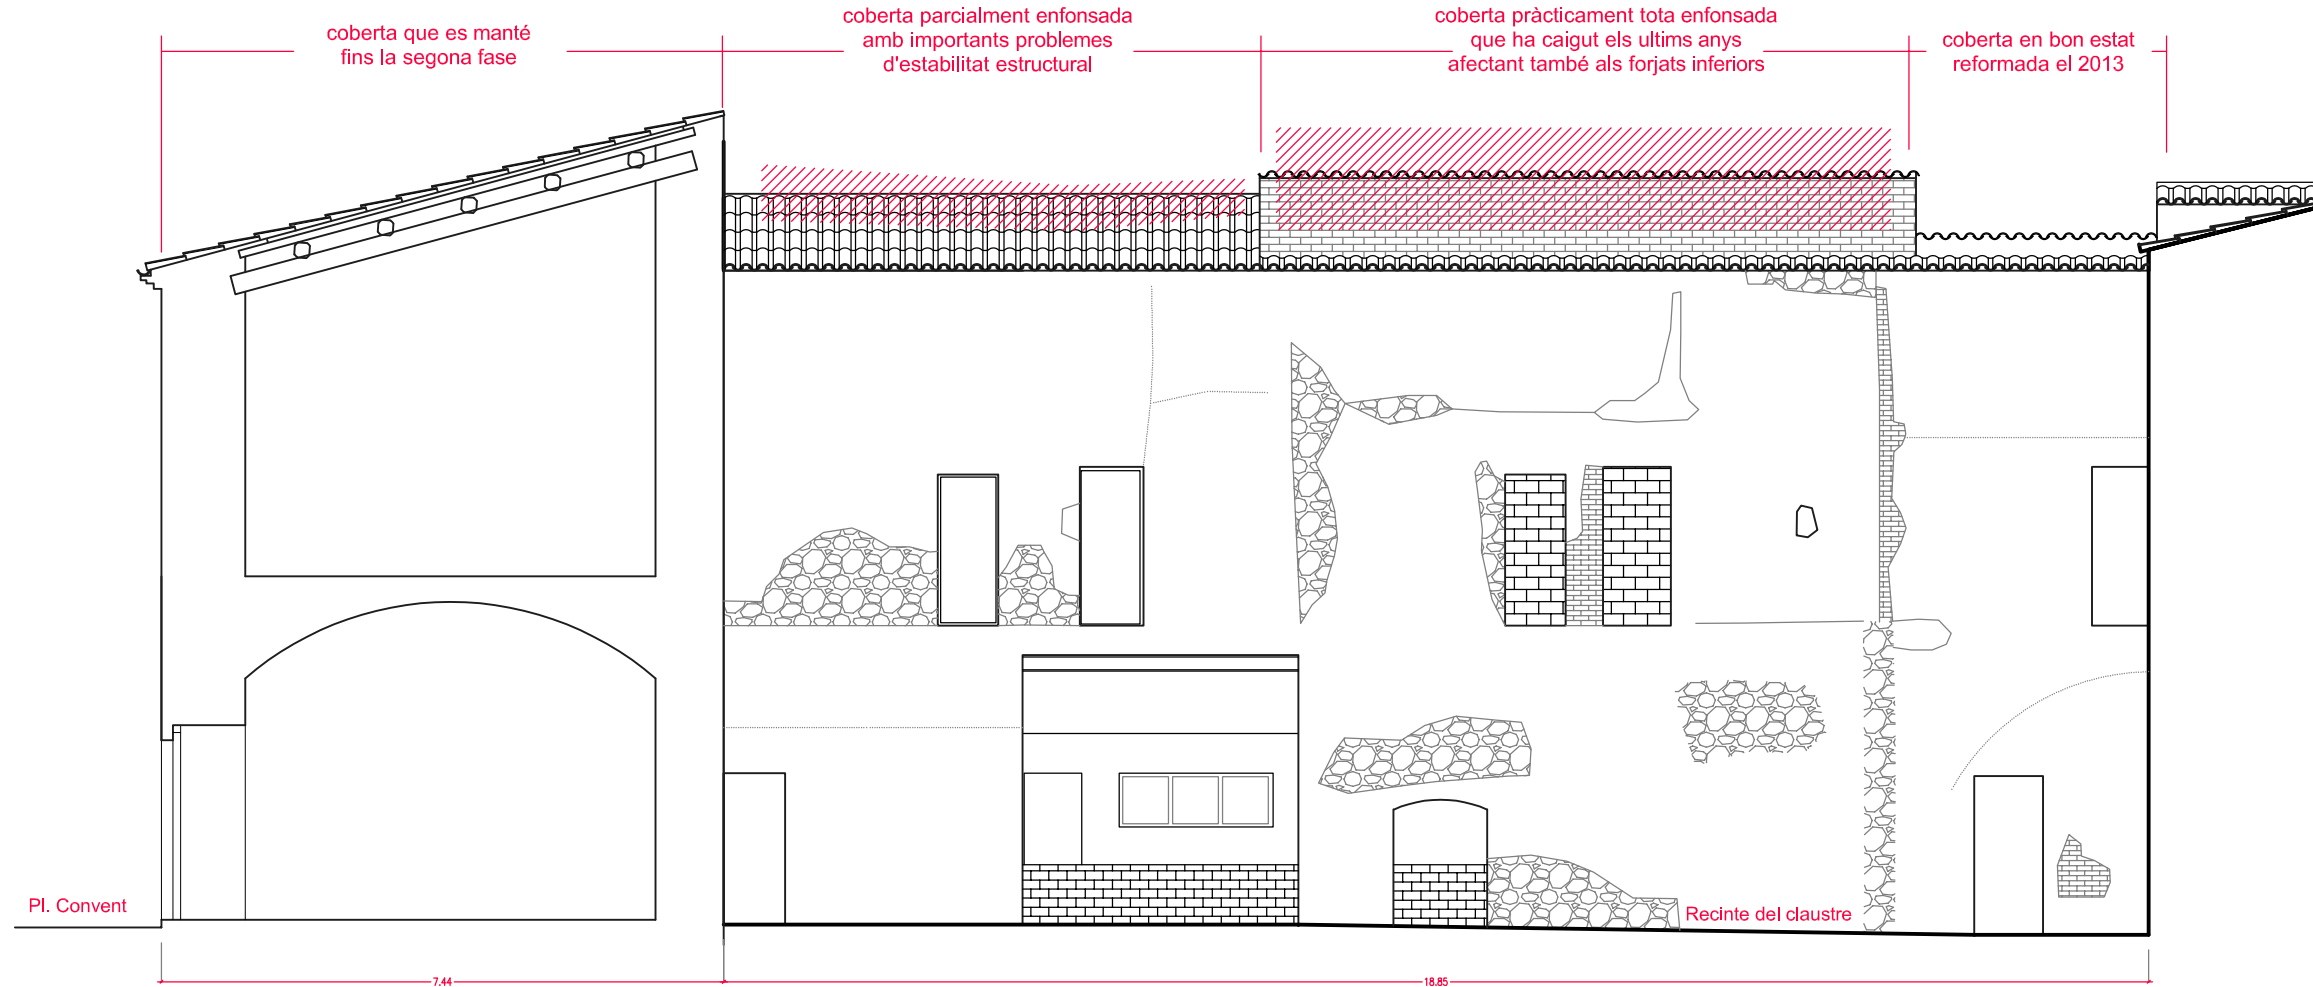 coberta que es manté
fins la segona fase
coberta parcialment enfonsada
amb importants problemes
d'estabilitat estructural
coberta pràcticament tota enfonsada
que ha caigut els ultims anys
afectant també als forjats inferiors
coberta en bon estat
reformada el 2013
Pl. Convent
Recinte del claustre
7.44
18.85